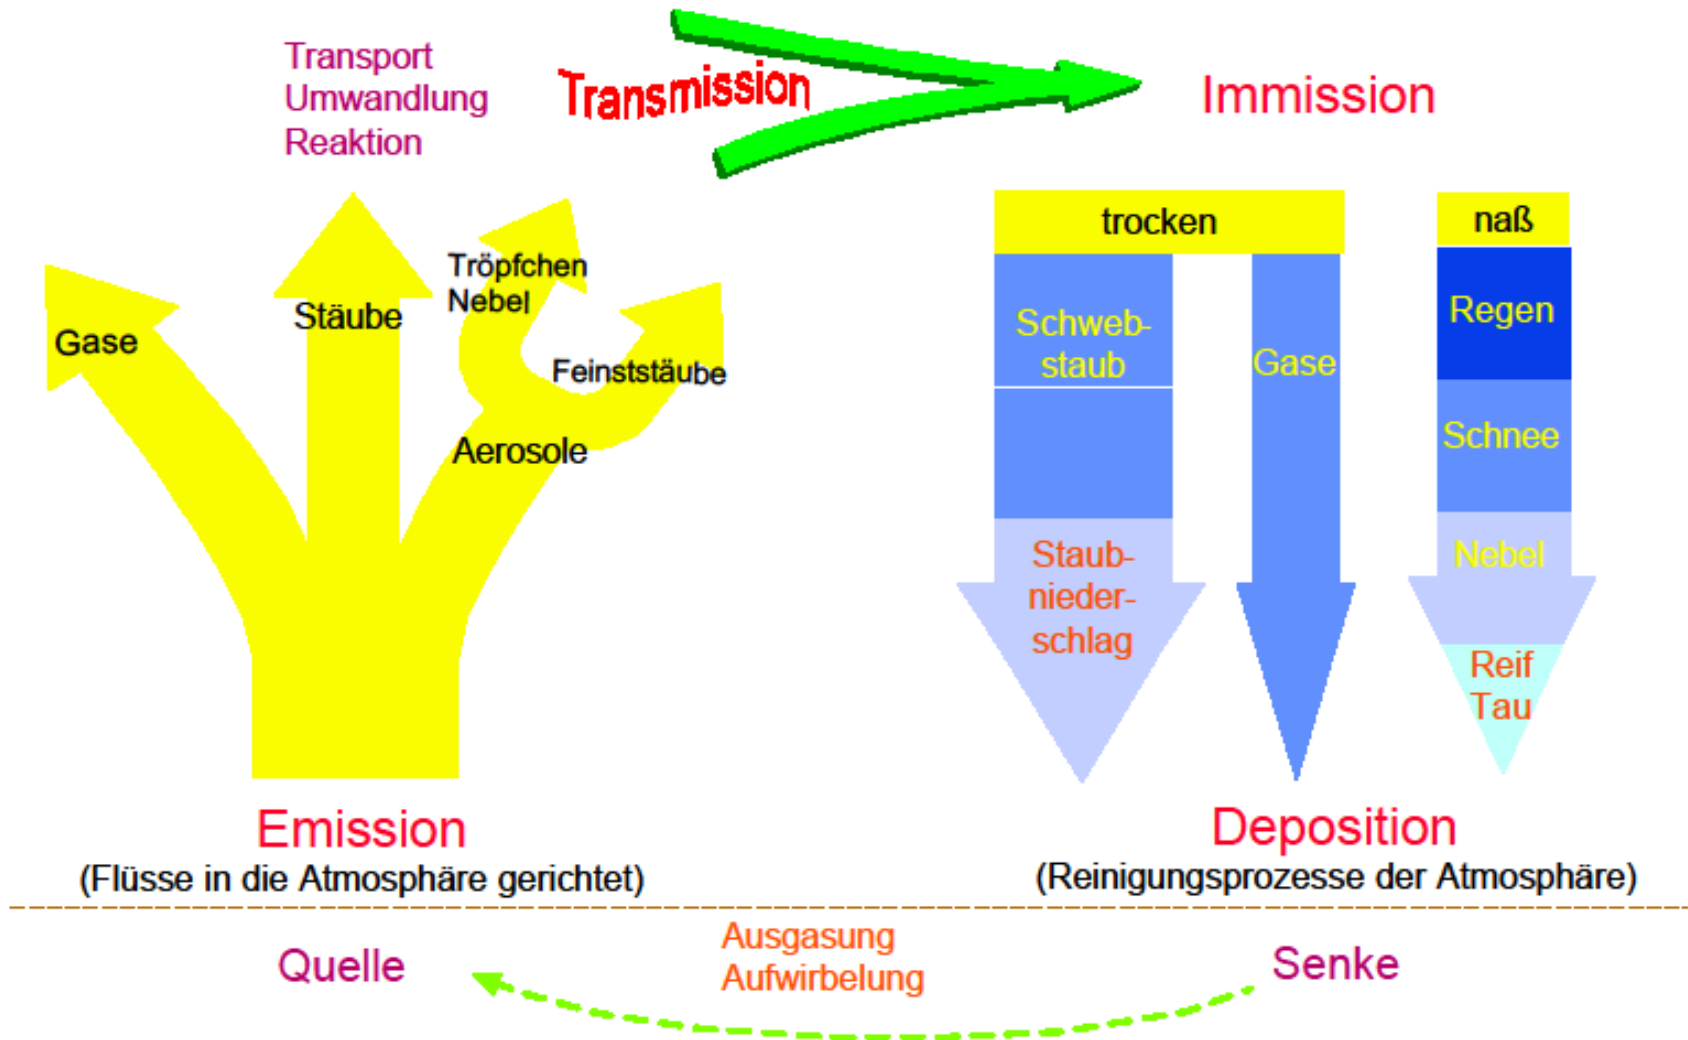 Transport
Umwandlung
Reaktion
Transmission
Immission
Gase
Stäube
Tröpfchen
Nebel
Feinststäube
Aerosole
trocken
Schweb-
staub
Staub-
nieder-
schlag
Gase
naß
Regen
Schnee
Nebel
Reif
Tau
Emission
(Flüsse in die Atmosphäre gerichtet)
Deposition
(Reinigungsprozesse der Atmosphäre)
Quelle
Ausgasung
Aufwirbelung
Senke